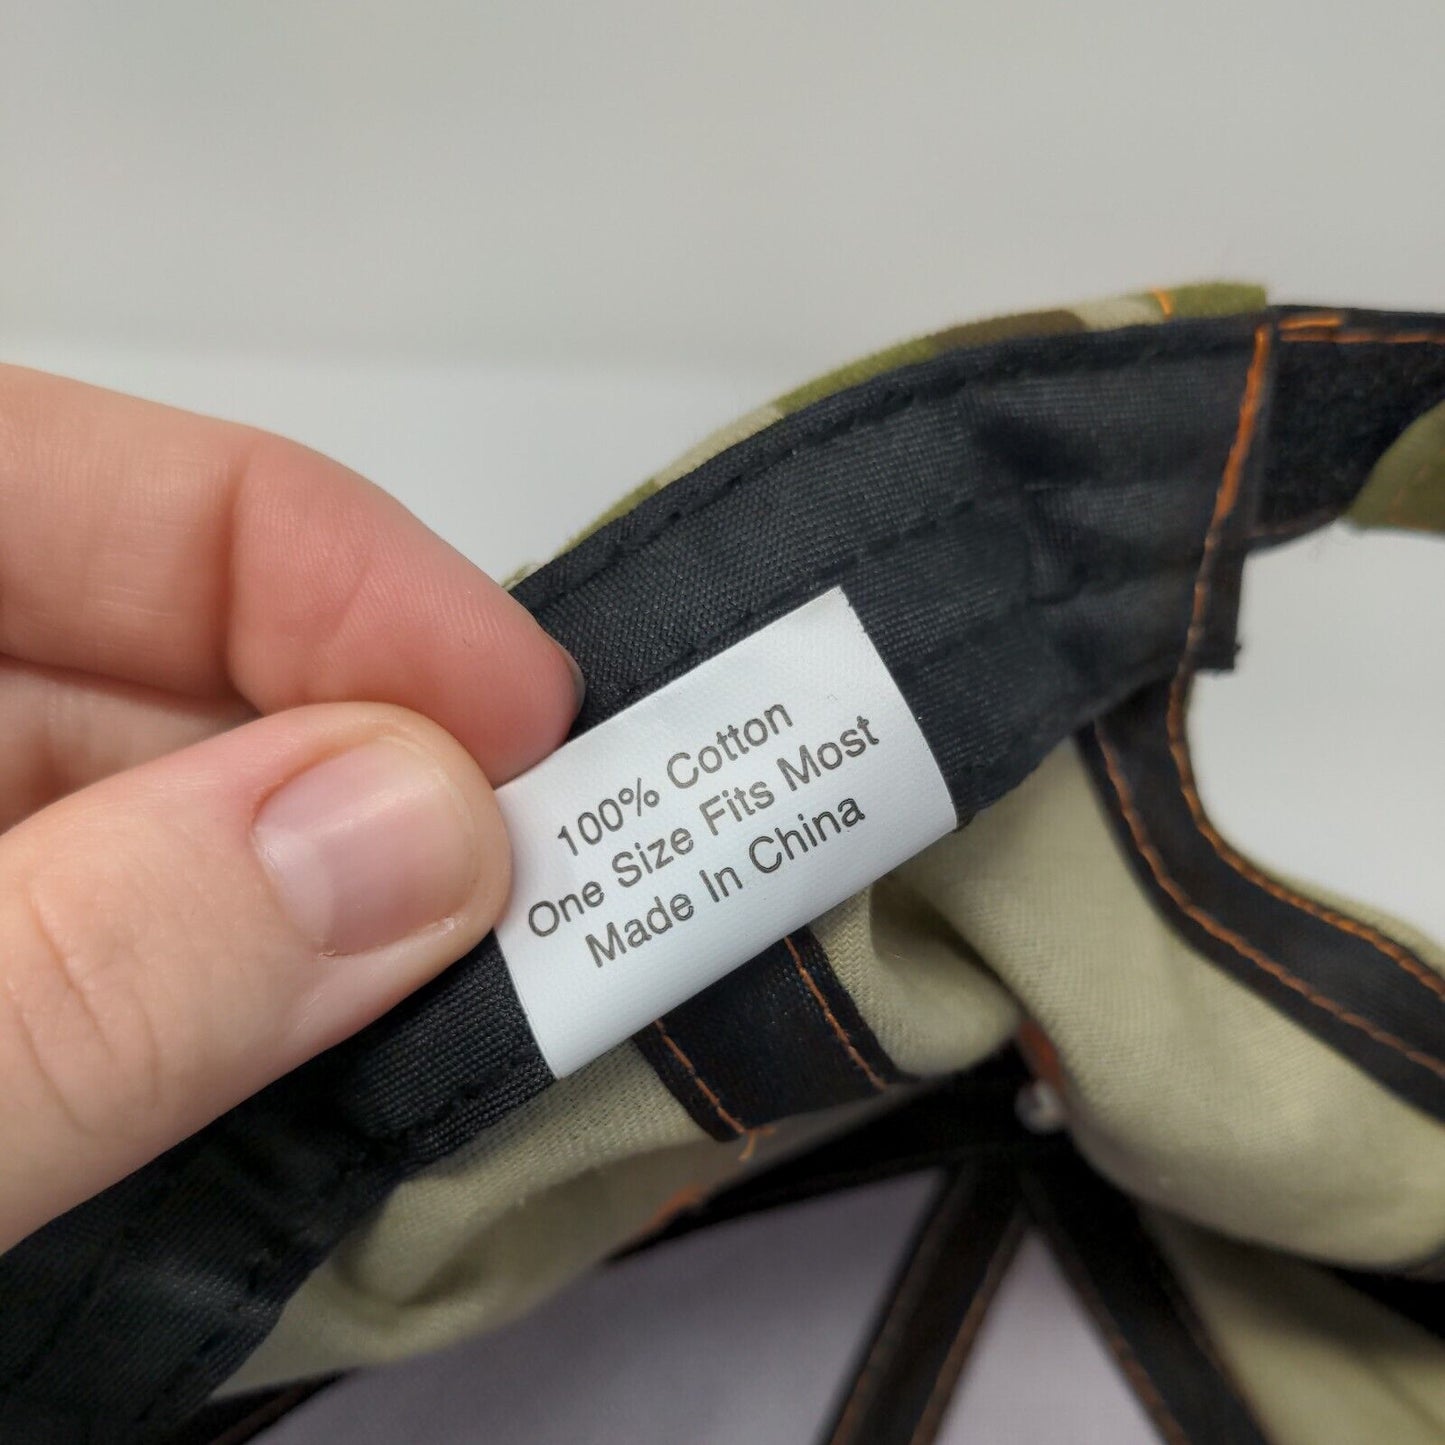 100% Cotton
One Size Fits Most
Made In China